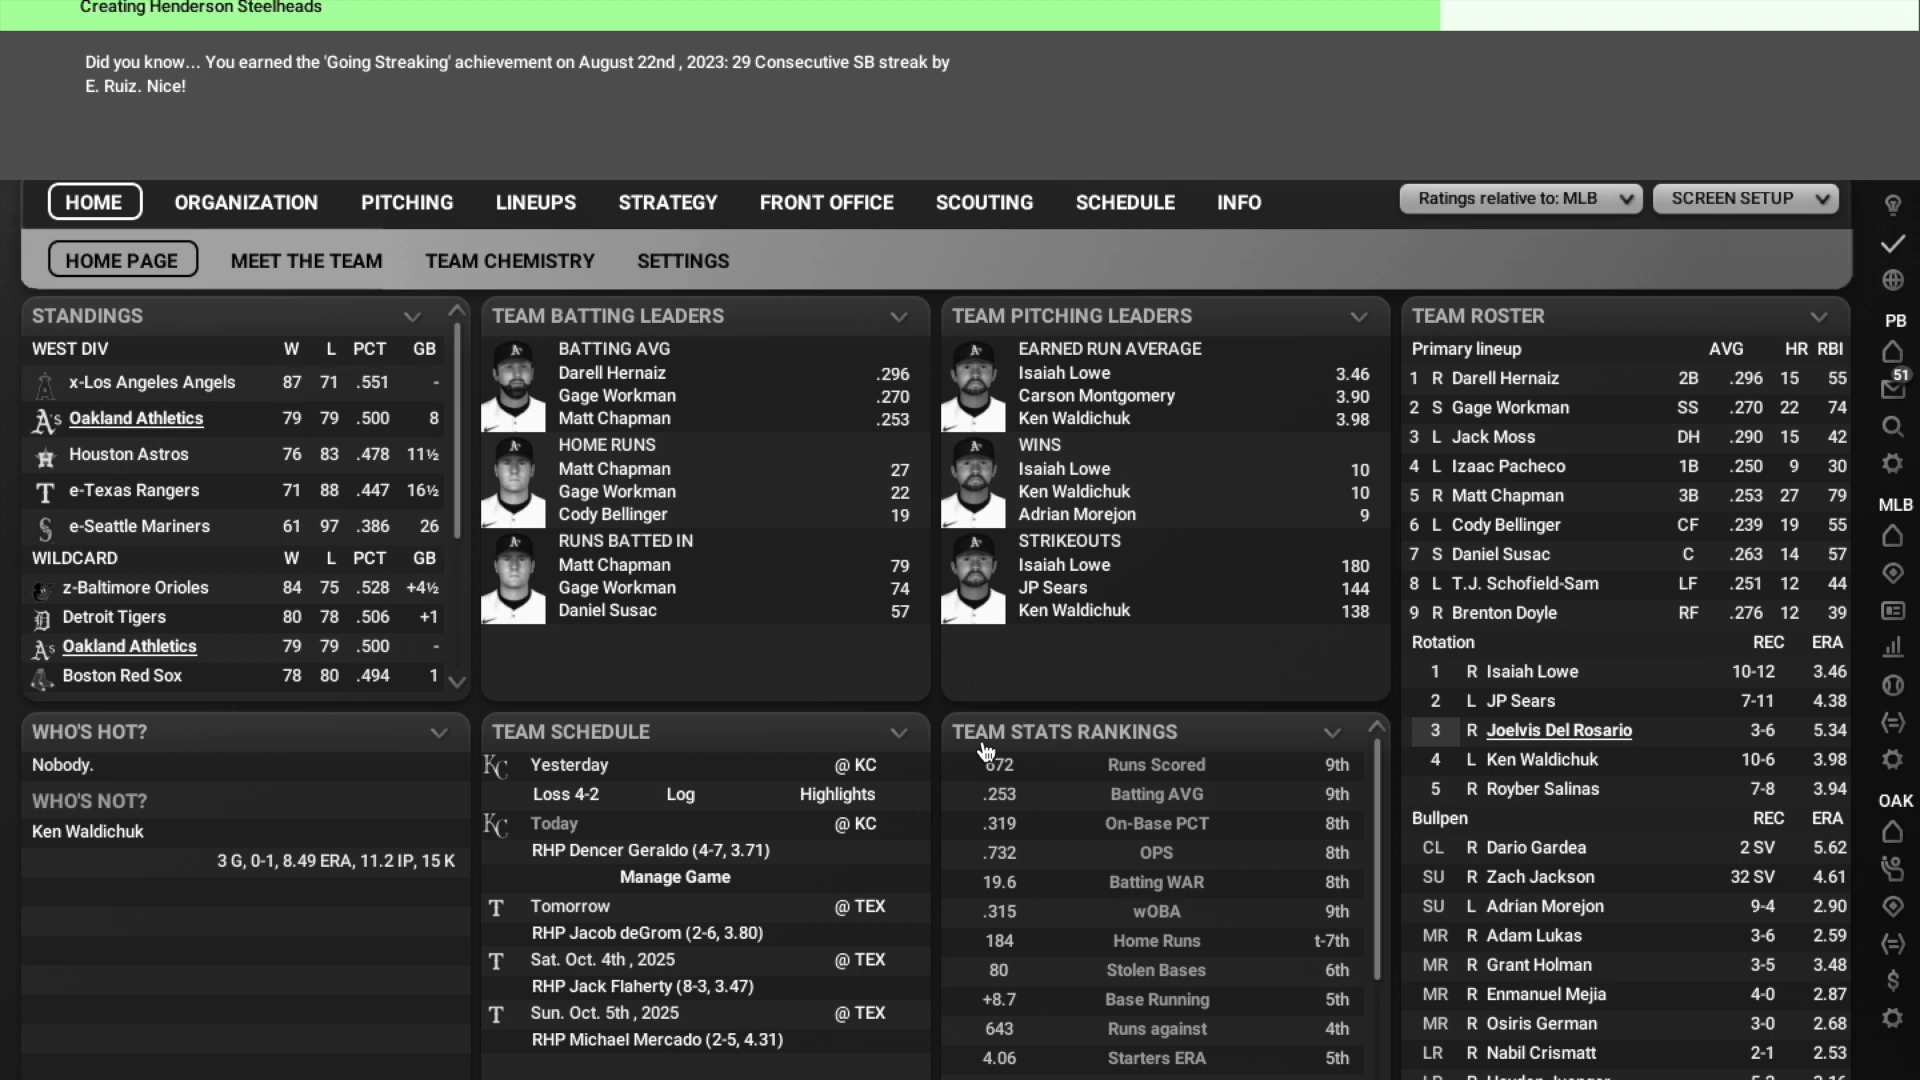 Creating Henderson Steelheads
Did you know... You earned the 'Going Streaking' achievement on August 22nd , 2023: 29 Consecutive SB streak by
E. Ruiz. Nice!
HOME ORGANIZATION PITCHING LINEUPS STRATEGY FRONT OFFICE SCOUTING SCHEDULE INFO Ratings relative to: MLB SCREEN SETUP
HOME PAGE MEET THE TEAM TEAM CHEMISTRY SETTINGS
STANDINGS
WEST DIV W L PCT GB
x-Los Angeles Angels 87 71 .551 -
Oakland Athletics 79 79 .500 8
Houston Astros 76 83 .478 11½
e-Texas Rangers 71 88 .447 16½
e-Seattle Mariners 61 97 .386 26
WILDCARD W L PCT GB
z-Baltimore Orioles 84 75 .528 +4½
Detroit Tigers 80 78 .506 +1
Oakland Athletics 79 79 .500 -
Boston Red Sox 78 80 .494 1
TEAM BATTING LEADERS
BATTING AVG
Darell Hernaiz .296
Gage Workman .270
Matt Chapman .253
HOME RUNS
Matt Chapman 27
Gage Workman 22
Cody Bellinger 19
RUNS BATTED IN
Matt Chapman 79
Gage Workman 74
Daniel Susac 57
TEAM PITCHING LEADERS
EARNED RUN AVERAGE
Isaiah Lowe 3.46
Carson Montgomery 3.90
Ken Waldichuk 3.98
WINS
Isaiah Lowe 10
Ken Waldichuk 10
Adrian Morejon 9
STRIKEOUTS
Isaiah Lowe 180
JP Sears 144
Ken Waldichuk 138
TEAM ROSTER
Primary lineup AVG HR RBI
1 R Darell Hernaiz 2B .296 15 55
2 S Gage Workman SS .270 22 74
3 L Jack Moss DH .290 15 42
4 L Izaac Pacheco 1B .250 9 30
5 R Matt Chapman 3B .253 27 79
6 L Cody Bellinger CF .239 19 55
7 S Daniel Susac C .263 14 57
8 L T.J. Schofield-Sam LF .251 12 44
9 R Brenton Doyle RF .276 12 39
Rotation REC ERA
1 R Isaiah Lowe 10-12 3.46
2 L JP Sears 7-11 4.38
3 R Joelvis Del Rosario 3-6 5.34
4 L Ken Waldichuk 10-6 3.98
5 R Royber Salinas 7-8 3.94
Bullpen REC ERA
CL R Dario Gardea 2 SV 5.62
SU R Zach Jackson 32 SV 4.61
SU L Adrian Morejon 9-4 2.90
MR R Adam Lukas 3-6 2.59
MR R Grant Holman 3-5 3.48
MR R Enmanuel Mejia 4-0 2.87
MR R Osiris German 3-0 2.68
LR R Nabil Crismatt 2-1 2.53
WHO'S HOT?
Nobody.
WHO'S NOT?
Ken Waldichuk
3 G, 0-1, 8.49 ERA, 11.2 IP, 15 K
TEAM SCHEDULE
Yesterday @ KC
Loss 4-2 Log Highlights
Today @ KC
RHP Dencer Geraldo (4-7, 3.71)
Manage Game
Tomorrow @ TEX
RHP Jacob deGrom (2-6, 3.80)
Sat. Oct. 4th , 2025 @ TEX
RHP Jack Flaherty (8-3, 3.47)
Sun. Oct. 5th , 2025 @ TEX
RHP Michael Mercado (2-5, 4.31)
TEAM STATS RANKINGS
672 Runs Scored 9th
.253 Batting AVG 9th
.319 On-Base PCT 8th
.732 OPS 8th
19.6 Batting WAR 8th
.315 wOBA 9th
184 Home Runs t-7th
80 Stolen Bases 6th
+8.7 Base Running 5th
643 Runs against 4th
4.06 Starters ERA 5th
PB
51
MLB
OAK